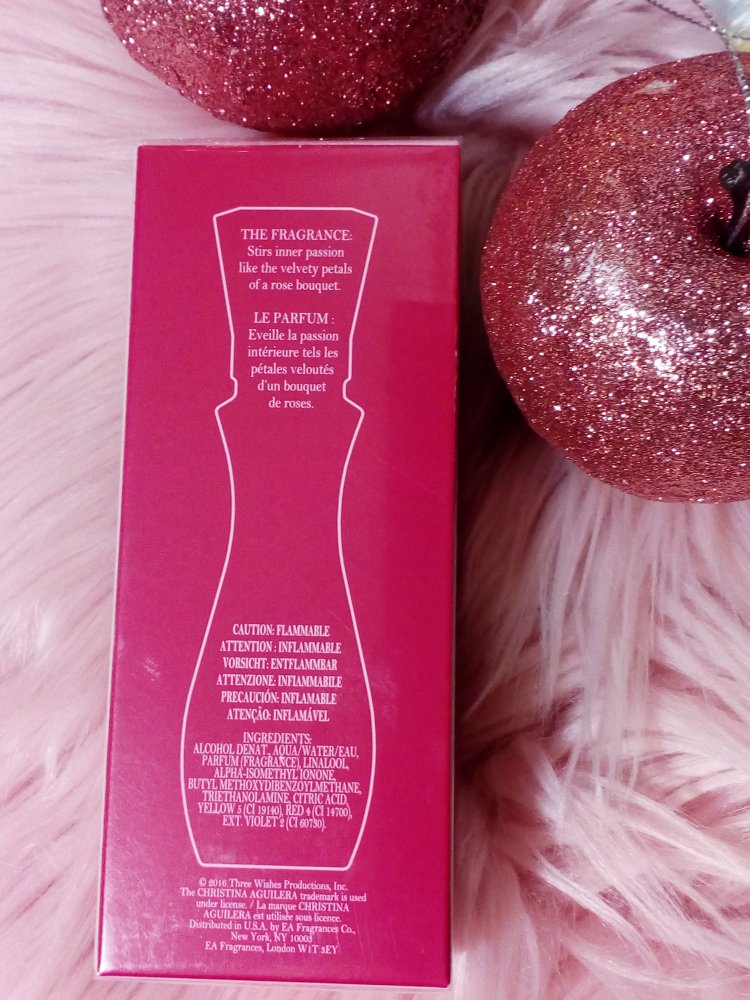 THE FRAGRANCE:
Stirs inner passion
like the velvety petals
of a rose bouquet.
LE PARFUM :
Eveille la passion
intérieure tels les
pétales veloutés
d'un bouquet
de roses.
CAUTION: FLAMMABLE
ATTENTION : INFLAMMABLE
VORSICHT: ENTFLAMMBAR
ATTENZIONE: INFIAMMABILE
PRECAUCIÓN: INFLAMABLE
ATENÇÃO: INFLAMÁVEL
INGREDIENTS:
ALCOHOL DENAT., AQUA/WATER/EAU,
PARFUM (FRAGRANCE), LINALOOL,
ALPHA-ISOMETHYL IONONE,
BUTYL METHOXYDIBENZOYLMETHANE,
TRIETHANOLAMINE, CITRIC ACID,
YELLOW 5 (CI 19140), RED 4 (CI 14700),
EXT. VIOLET 2 (CI 60730).
© 2016 Three Wishes Productions, Inc.
The CHRISTINA AGUILERA trademark is used
under license. / La marque CHRISTINA
AGUILERA est utilisée sous licence.
Distributed in U.S.A. by EA Fragrances Co.,
New York, NY 10003
EA Fragrances, London W1T 3EY